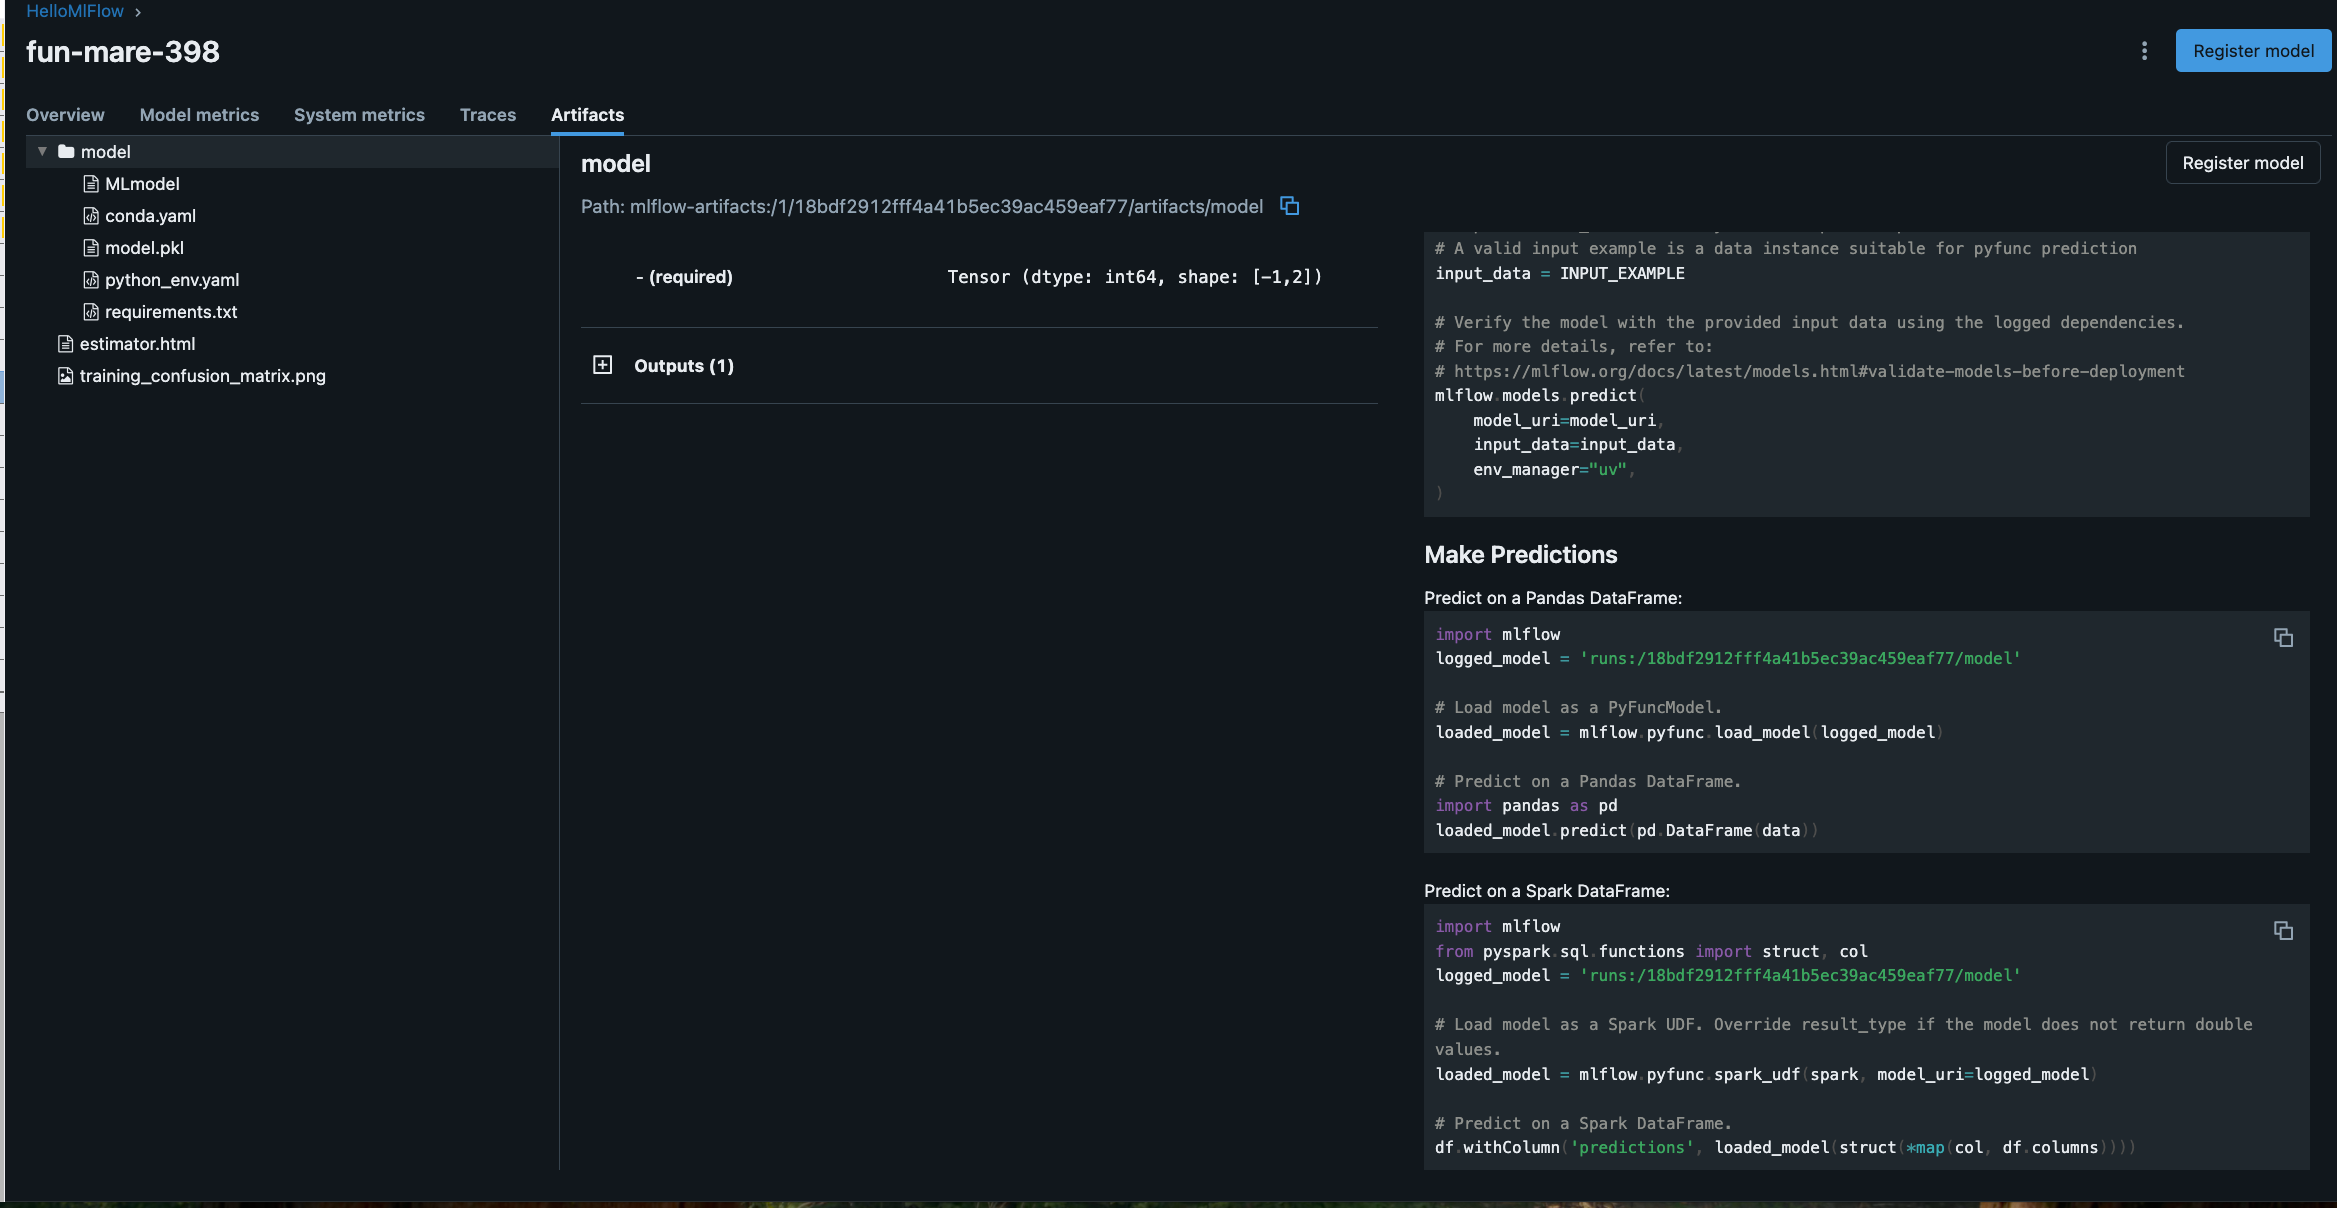 HelloMlFlow
fun-mare-398
Register model
Overview Model metrics System metrics Traces Artifacts
model
MLmodel
conda.yaml
model.pkl
python_env.yaml
requirements.txt
estimator.html
training_confusion_matrix.png
model
Register model
Path: mlflow-artifacts:/1/18bdf2912fff4a41b5ec39ac459eaf77/artifacts/model
- (required) Tensor (dtype: int64, shape: [-1,2])
Outputs (1)
# A valid input example is a data instance suitable for pyfunc prediction
input_data = INPUT_EXAMPLE
# Verify the model with the provided input data using the logged dependencies.
# For more details, refer to:
# https://mlflow.org/docs/latest/models.html#validate-models-before-deployment
mlflow.models.predict(
model_uri=model_uri,
input_data=input_data,
env_manager="uv",
)
Make Predictions
Predict on a Pandas DataFrame:
import mlflow
logged_model = 'runs:/18bdf2912fff4a41b5ec39ac459eaf77/model'
# Load model as a PyFuncModel.
loaded_model = mlflow.pyfunc.load_model(logged_model)
# Predict on a Pandas DataFrame.
import pandas as pd
loaded_model.predict(pd.DataFrame(data))
Predict on a Spark DataFrame:
import mlflow
from pyspark.sql.functions import struct, col
logged_model = 'runs:/18bdf2912fff4a41b5ec39ac459eaf77/model'
# Load model as a Spark UDF. Override result_type if the model does not return double
values.
loaded_model = mlflow.pyfunc.spark_udf(spark, model_uri=logged_model)
# Predict on a Spark DataFrame.
df.withColumn('predictions', loaded_model(struct(*map(col, df.columns))))